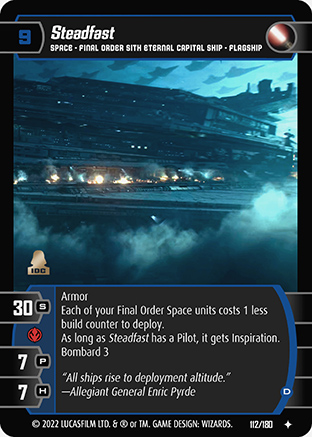 9
Steadfast
SPACE • FINAL ORDER SITH ETERNAL CAPITAL SHIP • FLAGSHIP
IDC
30 S
7 P
7 H
Armor
Each of your Final Order Space units costs 1 less
build counter to deploy.
As long as Steadfast has a Pilot, it gets Inspiration.
Bombard 3
“All ships rise to deployment altitude.”
—Allegiant General Enric Pyrde
D
© 2022 LUCASFILM LTD. & ® or TM. GAME DESIGN: WIZARDS. 112/180